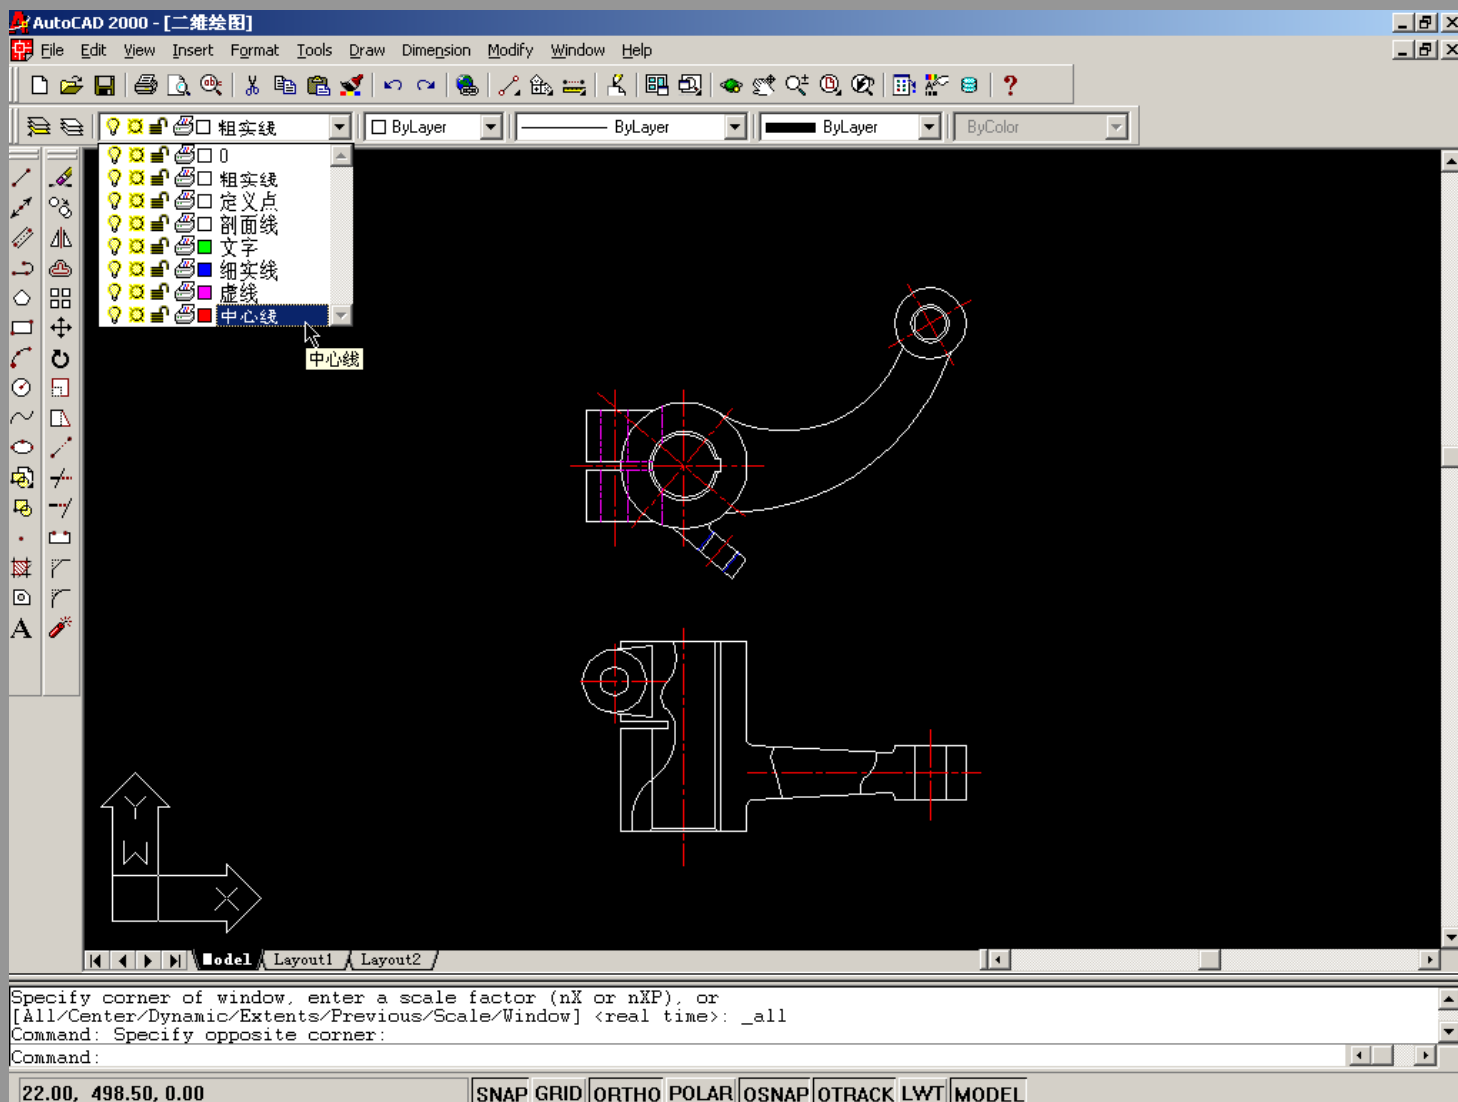 AutoCAD 2000 - [二維绘图]
File Edit View Insert Format Tools Draw Dimension Modify Window Help
粗实线 ByLayer ByLayer ByLayer ByColor
0
粗实线
定义点
剖面线
文字
细实线
虚线
中心线
中心线
Y
W
X
Model Layout1 Layout2
Specify corner of window, enter a scale factor (nX or nXP), or
[All/Center/Dynamic/Extents/Previous/Scale/Window] <real time>: _all
Command: Specify opposite corner:
Command:
22.00, 498.50, 0.00 SNAP GRID ORTHO POLAR OSNAP OTRACK LWT MODEL